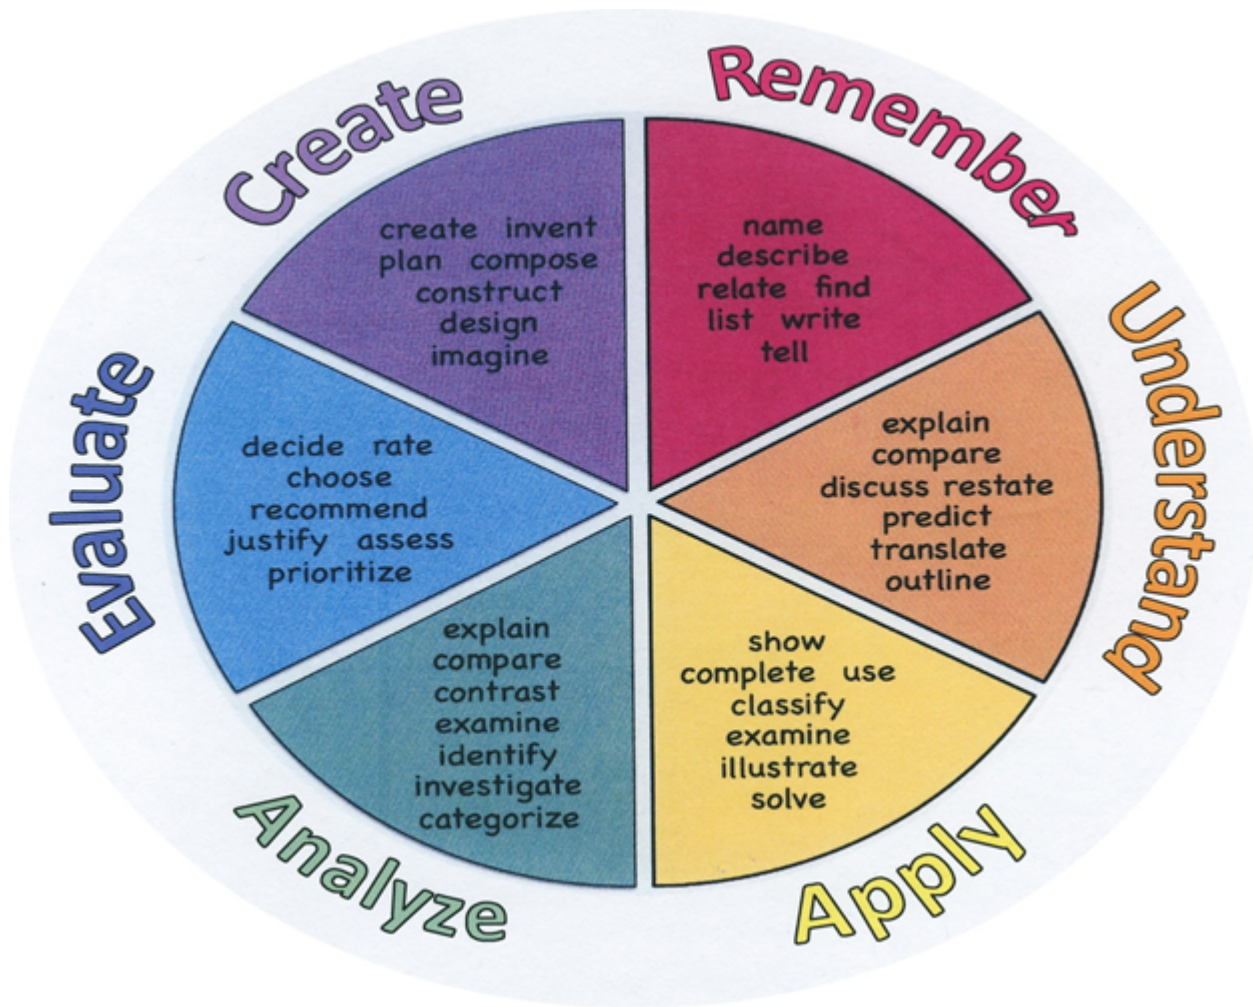 Remember
name
describe
relate find
list write
tell
Understand
explain
compare
discuss restate
predict
translate
outline
Apply
show
complete use
classify
examine
illustrate
solve
Analyze
explain
compare
contrast
examine
identify
investigate
categorize
Evaluate
decide rate
choose
recommend
justify assess
prioritize
Create
create invent
plan compose
construct
design
imagine